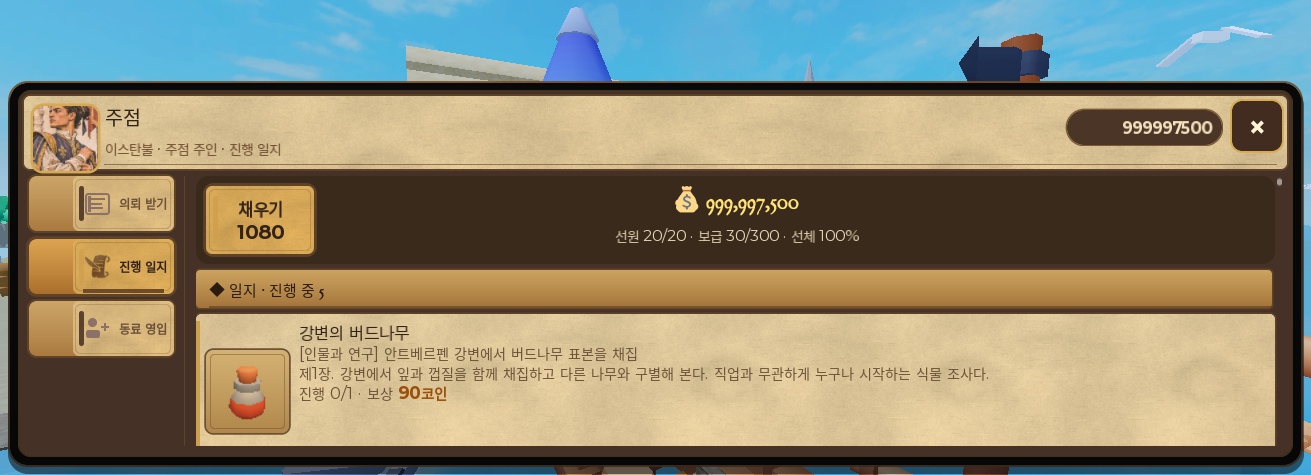 주점
이스탄불 · 주점 주인 · 진행 일지
999997500
×
의뢰 받기
진행 일지
동료 영입
채우기
1080
999,997,500
선원 20/20 · 보급 30/300 · 선체 100%
◆ 일지 · 진행 중 5
강변의 버드나무
[인물과 연구] 안트베르펜 강변에서 버드나무 표본을 채집
제1장. 강변에서 잎과 껍질을 함께 채집하고 다른 나무와 구별해 본다. 직업과 무관하게 누구나 시작하는 식물 조사다.
진행 0/1 · 보상 90코인